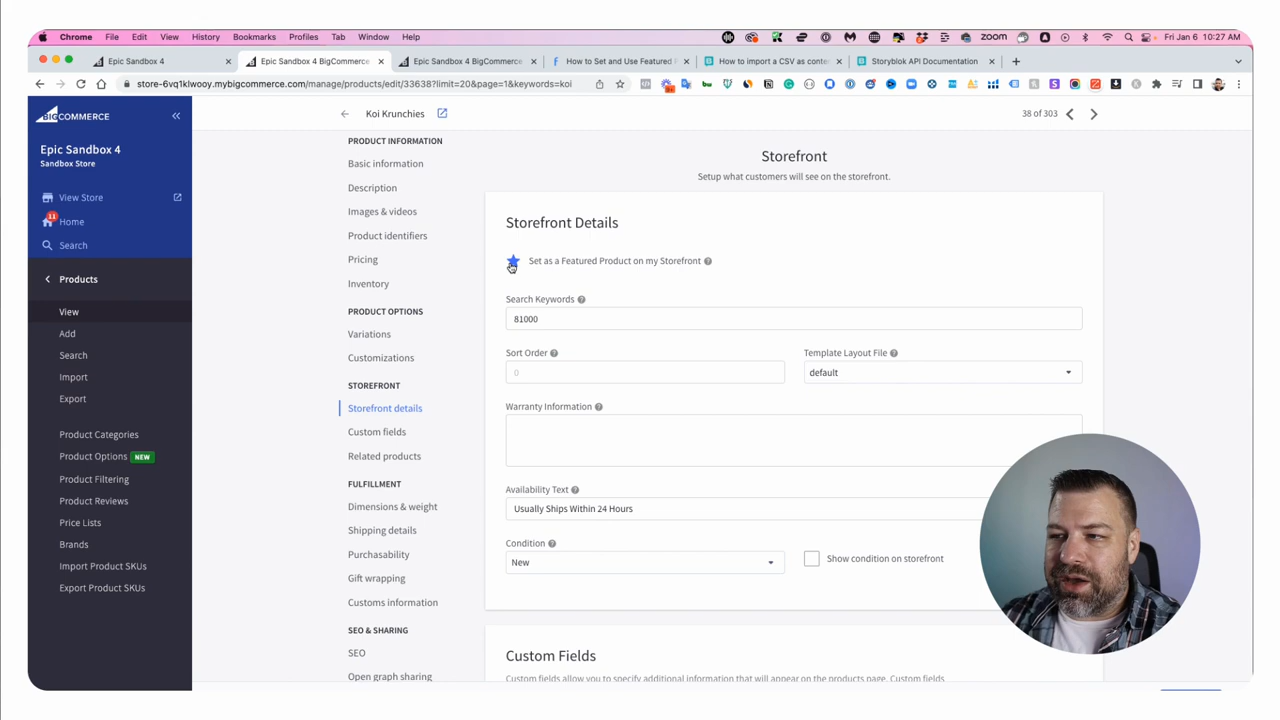 Chrome File Edit View History Bookmarks Profiles Tab Window Help
zoom
Fri Jan 6 10:27 AM
Epic Sandbox 4
Epic Sandbox 4 BigCommerce
Epic Sandbox 4 BigCommerce
How to Set and Use Featured
How to import a CSV as conten
Storyblok API Documentation
store-6vq1klwooy.mybigcommerce.com/manage/products/edit/33638?limit=20&page=1&keywords=koi
BIGCOMMERCE
Epic Sandbox 4
Sandbox Store
View Store
11
Home
Search
Products
View
Add
Search
Import
Export
Product Categories
Product Options NEW
Product Filtering
Product Reviews
Price Lists
Brands
Import Product SKUs
Export Product SKUs
Koi Krunchies
38 of 303
PRODUCT INFORMATION
Basic information
Description
Images & videos
Product identifiers
Pricing
Inventory
PRODUCT OPTIONS
Variations
Customizations
STOREFRONT
Storefront details
Custom fields
Related products
FULFILLMENT
Dimensions & weight
Shipping details
Purchasability
Gift wrapping
Customs information
SEO & SHARING
SEO
Open graph sharing
Storefront
Setup what customers will see on the storefront.
Storefront Details
Set as a Featured Product on my Storefront
Search Keywords
81000
Sort Order
0
Template Layout File
default
Warranty Information
Availability Text
Usually Ships Within 24 Hours
Condition
New
Show condition on storefront
Custom Fields
Custom fields allow you to specify additional information that will appear on the products page. Custom fields